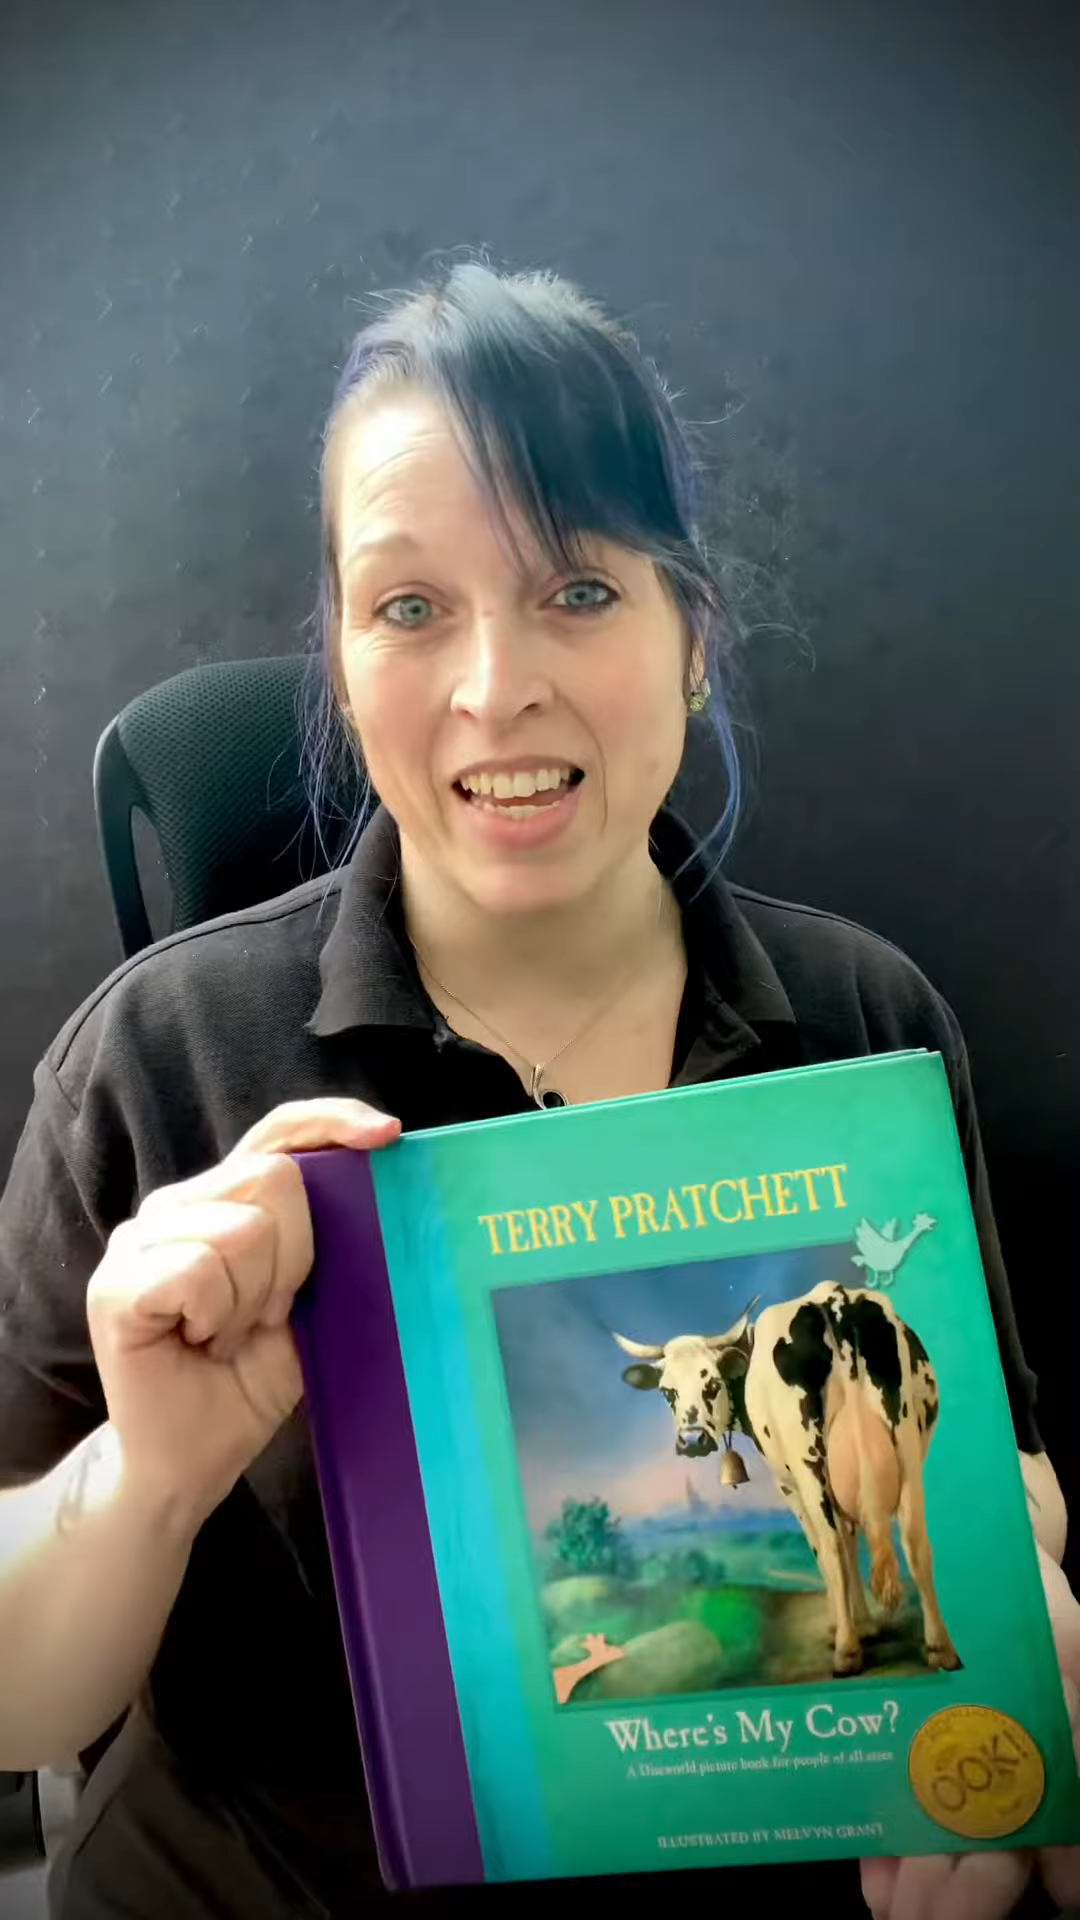 TERRY PRATCHETT
Where's My Cow?
A Discworld picture book for people of all sizes
ILLUSTRATED BY MELVYN GRANT
OOK!